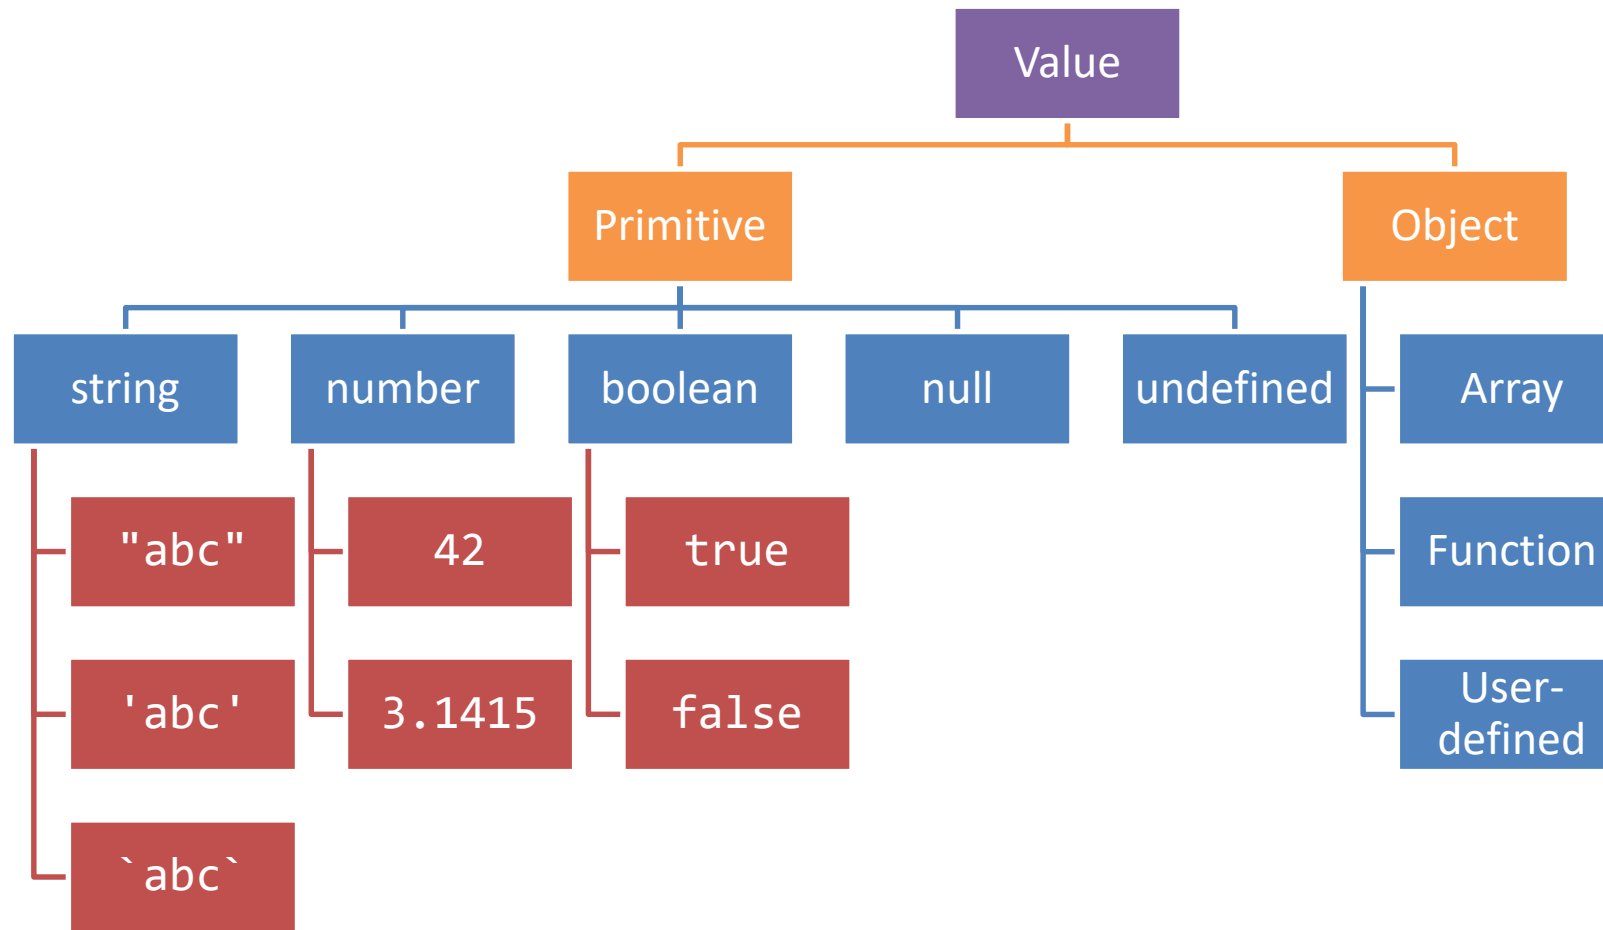 Value
Primitive
Object
string
number
boolean
null
undefined
Array
"abc"
42
true
Function
'abc'
3.1415
false
User-
defined
`abc`